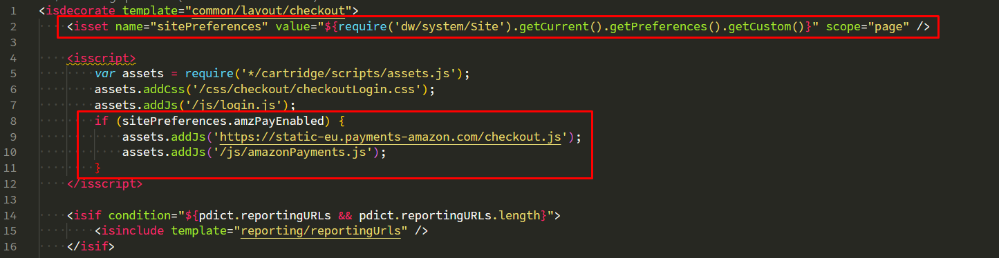 1 <isdecorate template="common/layout/checkout">
2 <isset name="sitePreferences" value="${require('dw/system/Site').getCurrent().getPreferences().getCustom()}" scope="page" />
3
4 <isscript>
5 var assets = require('*/cartridge/scripts/assets.js');
6 assets.addCss('/css/checkout/checkoutLogin.css');
7 assets.addJs('/js/login.js');
8 if (sitePreferences.amzPayEnabled) {
9 assets.addJs('https://static-eu.payments-amazon.com/checkout.js');
10 assets.addJs('/js/amazonPayments.js');
11 }
12 </isscript>
13
14 <isif condition="${pdict.reportingURLs && pdict.reportingURLs.length}">
15 <isinclude template="reporting/reportingUrls" />
16 </isif>